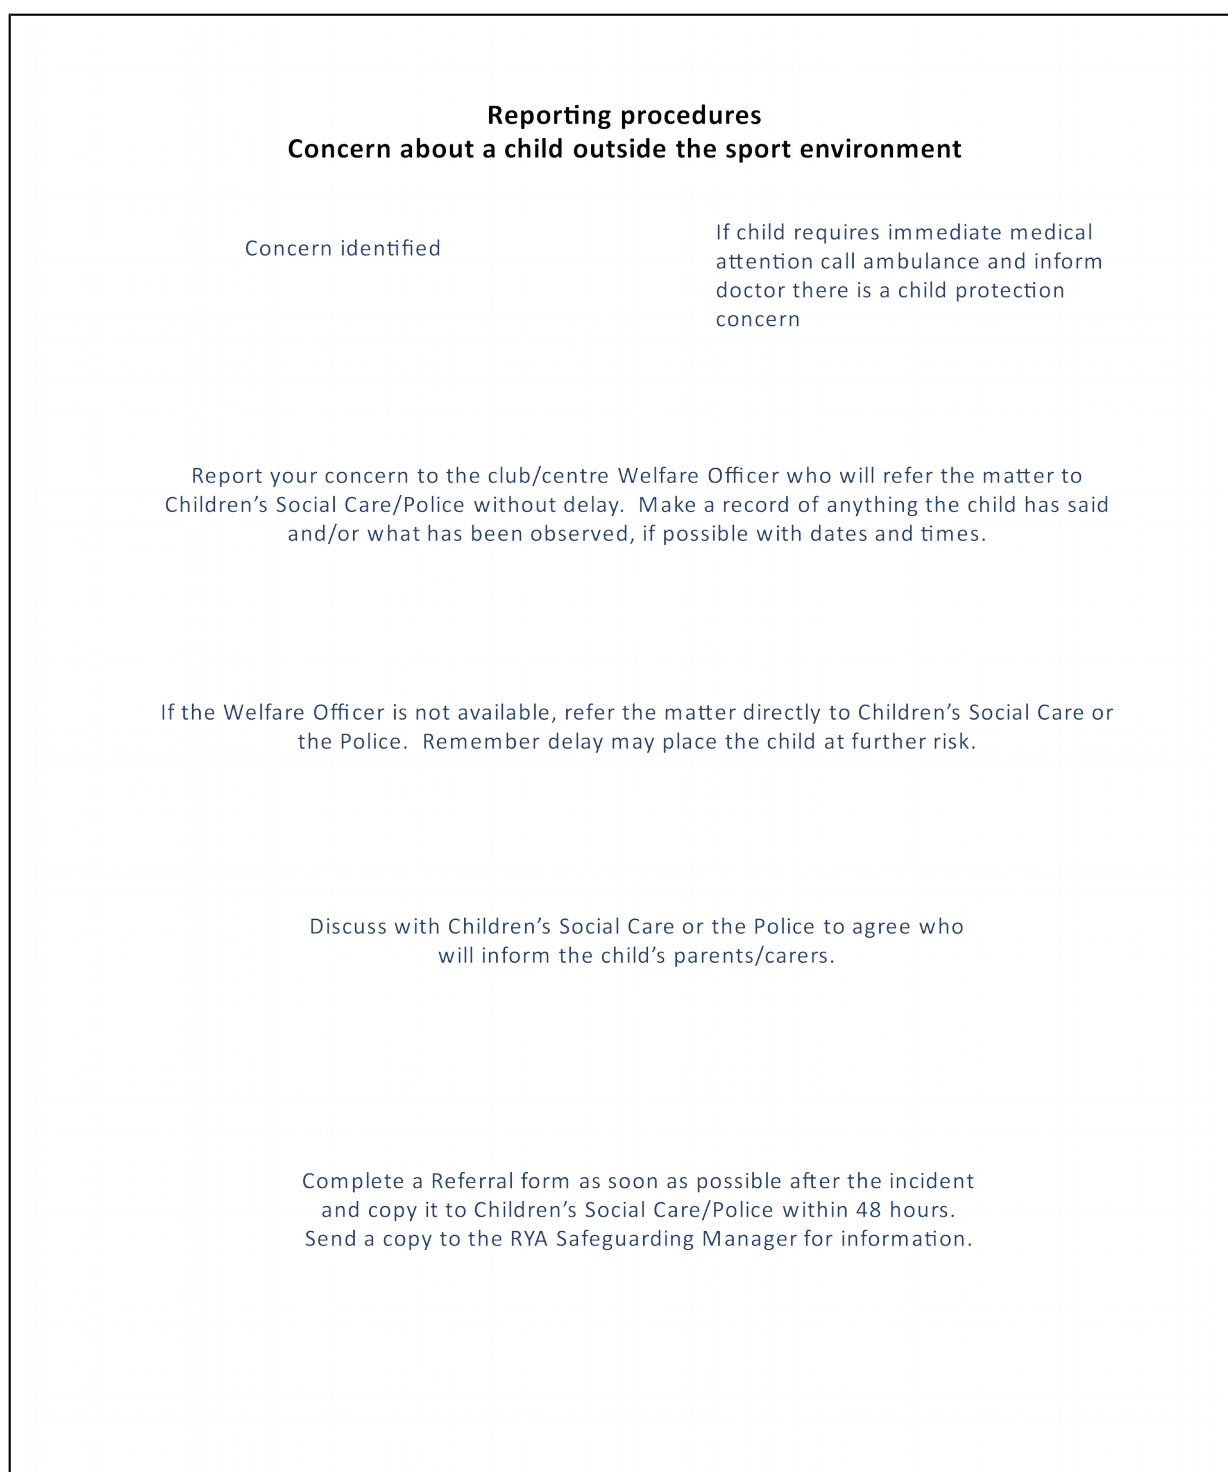 Reporting procedures
Concern about a child outside the sport environment
Concern identified
If child requires immediate medical
attention call ambulance and inform
doctor there is a child protection
concern
Report your concern to the club/centre Welfare Officer who will refer the matter to
Children’s Social Care/Police without delay.  Make a record of anything the child has said
and/or what has been observed, if possible with dates and times.
If the Welfare Officer is not available, refer the matter directly to Children’s Social Care or
the Police.  Remember delay may place the child at further risk.
Discuss with Children’s Social Care or the Police to agree who
will inform the child’s parents/carers.
Complete a Referral form as soon as possible after the incident
and copy it to Children’s Social Care/Police within 48 hours.
Send a copy to the RYA Safeguarding Manager for information.